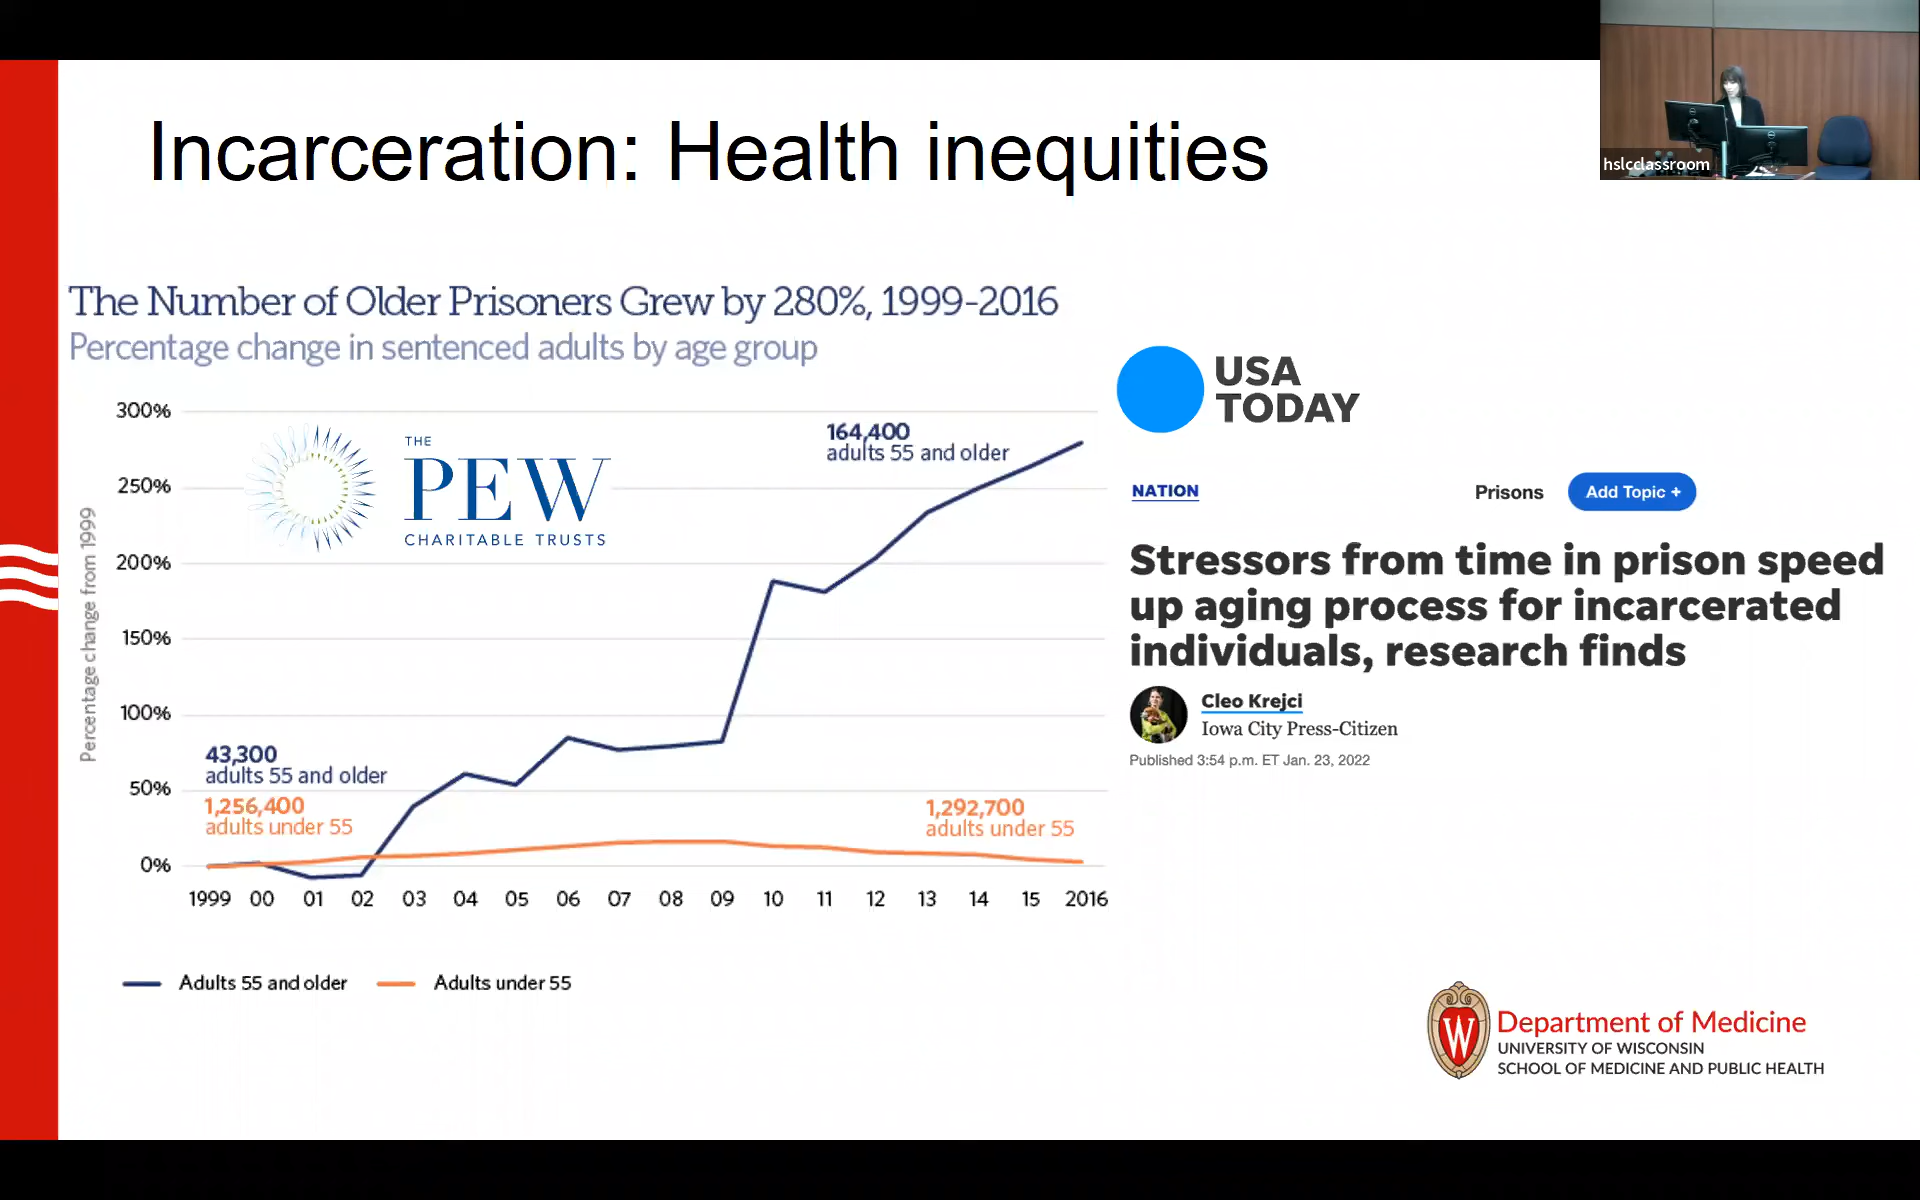 hslcclassroom
Incarceration: Health inequities
The Number of Older Prisoners Grew by 280%, 1999-2016
Percentage change in sentenced adults by age group
Percentage change from 1999
300%
250%
200%
150%
100%
50%
0%
THE
PEW
CHARITABLE TRUSTS
164,400
adults 55 and older
43,300
adults 55 and older
1,256,400
adults under 55
1,292,700
adults under 55
1999 00 01 02 03 04 05 06 07 08 09 10 11 12 13 14 15 2016
Adults 55 and older Adults under 55
USA
TODAY
NATION Prisons Add Topic +
Stressors from time in prison speed
up aging process for incarcerated
individuals, research finds
Cleo Krejci
Iowa City Press-Citizen
Published 3:54 p.m. ET Jan. 23, 2022
W
Department of Medicine
UNIVERSITY OF WISCONSIN
SCHOOL OF MEDICINE AND PUBLIC HEALTH